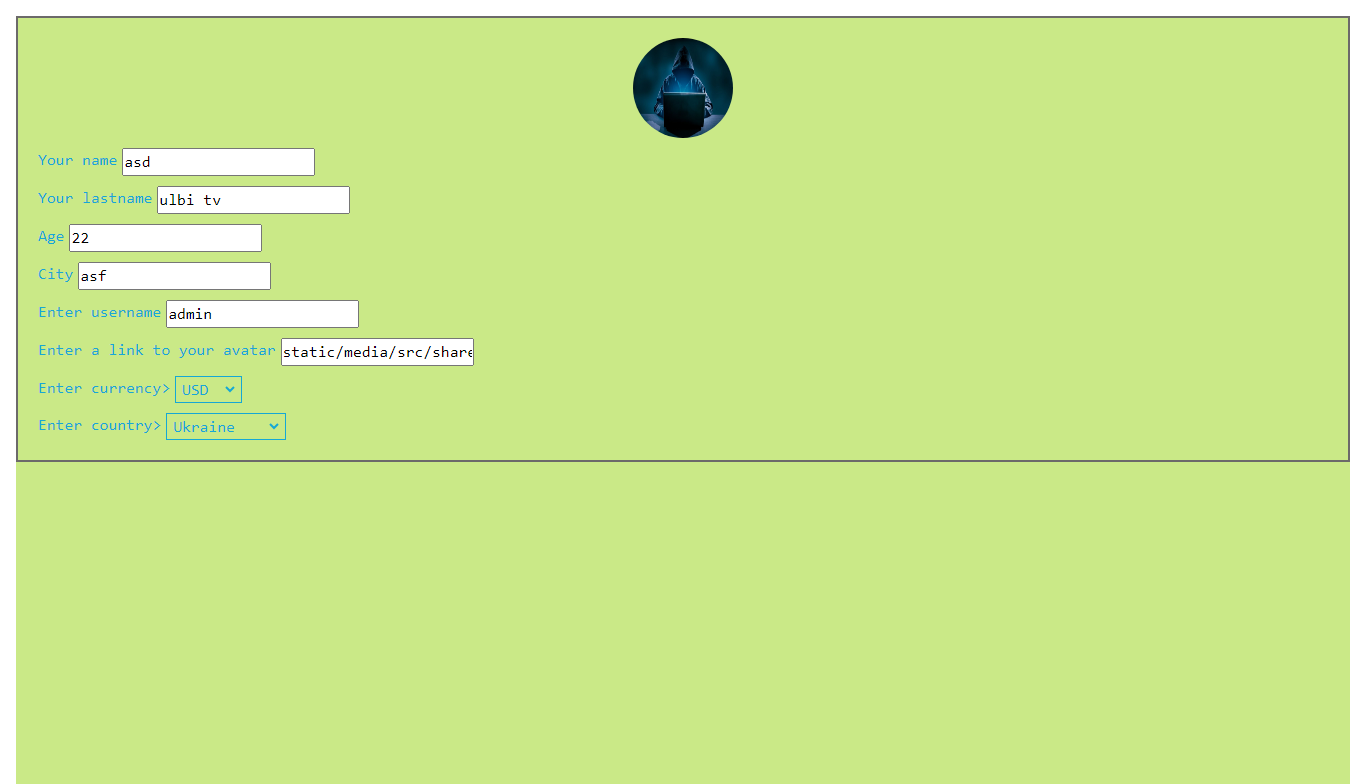 Your name asd
Your lastname ulbi tv
Age 22
City asf
Enter username admin
Enter a link to your avatar static/media/src/share
Enter currency> USD
Enter country> Ukraine